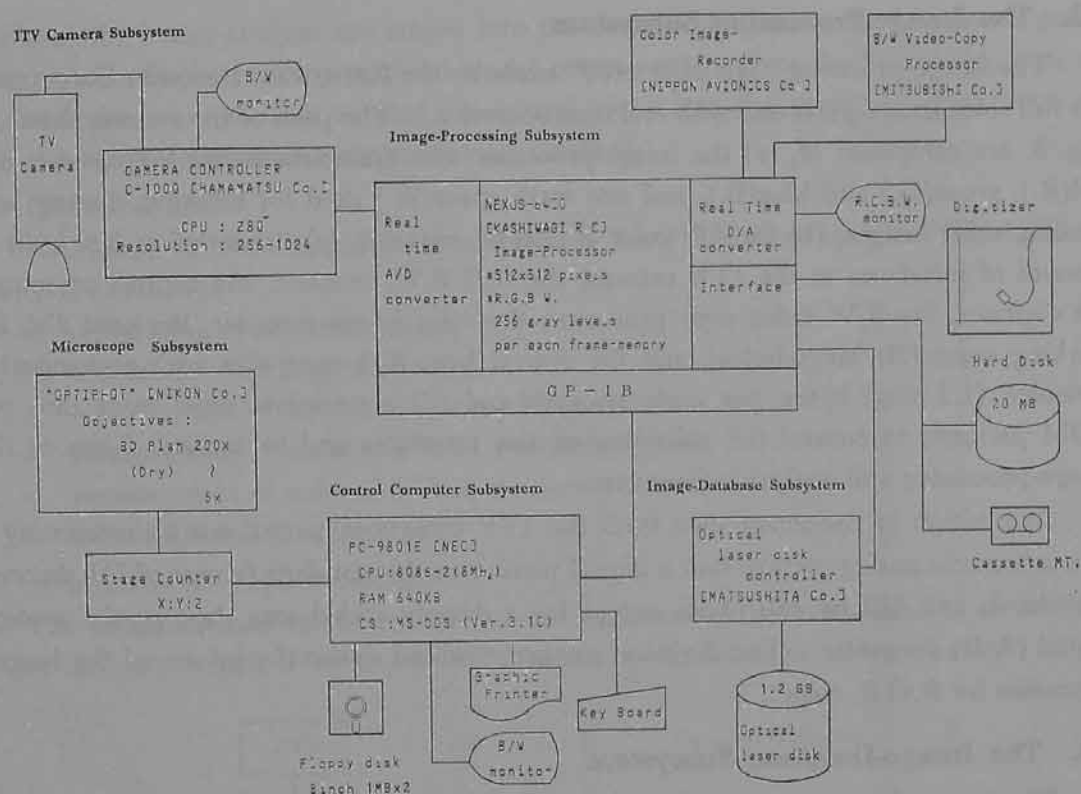 ITV Camera Subsystem
B/W
monitor
TV
Camera
CAMERA CONTROLLER
C-1000 [HAMAMATSU Co.]
CPU : Z80
Resolution : 256-1024
Color Image-
Recorder
[NIPPON AVIONICS Co.]
B/W Video-Copy
Processor
[MITSUBISHI Co.]
Image-Processing Subsystem
Real
time
A/D
converter
NEXUS-6400
[KASHIWAGI R C]
Image-Processor
*512x512 pixels
*R.G.B W.
256 gray levels
per each frame-memory
Real Time
D/A
converter
Interface
GP-IB
R.G.B.W.
monitor
Digitizer
Hard Disk
20 MB
Cassette MT.
Microscope Subsystem
"OPTIPHOT" [NIKON Co.]
Objectives :
BD Plan 200x
(Dry) ≀
5x
Stage Counter
X:Y:Z
Control Computer Subsystem
PC-9801E [NEC]
CPU:8086-2(8MHz)
RAM 640KB
OS :MS-DOS (Ver.3.10)
Floppy disk
8inch 1MBx2
Graphic
Printer
B/W
monitor
Key Board
Image-Database Subsystem
Optical
laser disk
controller
[MATSUSHITA Co.]
1.2 GB
Optical
laser disk